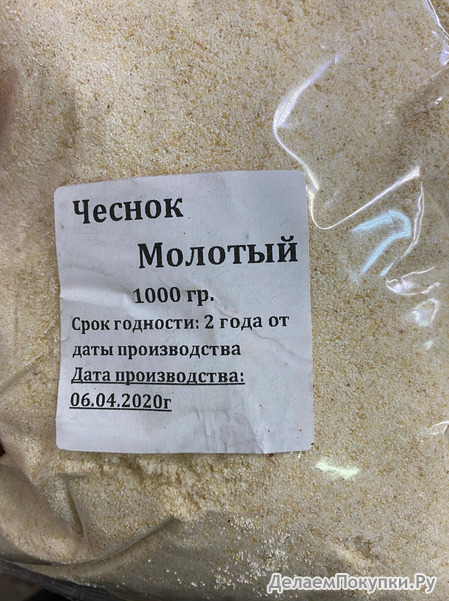 Чеснок
Молотый
1000 гр.
Срок годности: 2 года от
даты производства
Дата производства:
06.04.2020г
ДелаемПокупки.Ру